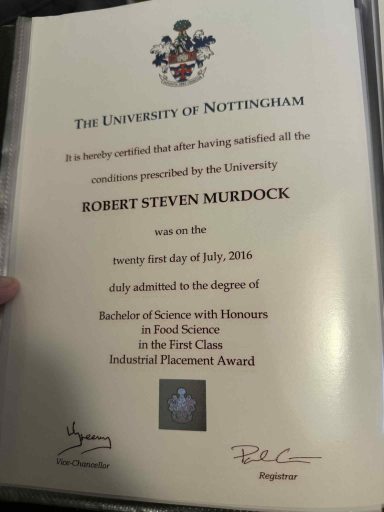 THE UNIVERSITY OF NOTTINGHAM
It is hereby certified that after having satisfied all the
conditions prescribed by the University
ROBERT STEVEN MURDOCK
was on the
twenty first day of July, 2016
duly admitted to the degree of
Bachelor of Science with Honours
in Food Science
in the First Class
Industrial Placement Award
Vice-Chancellor
Registrar